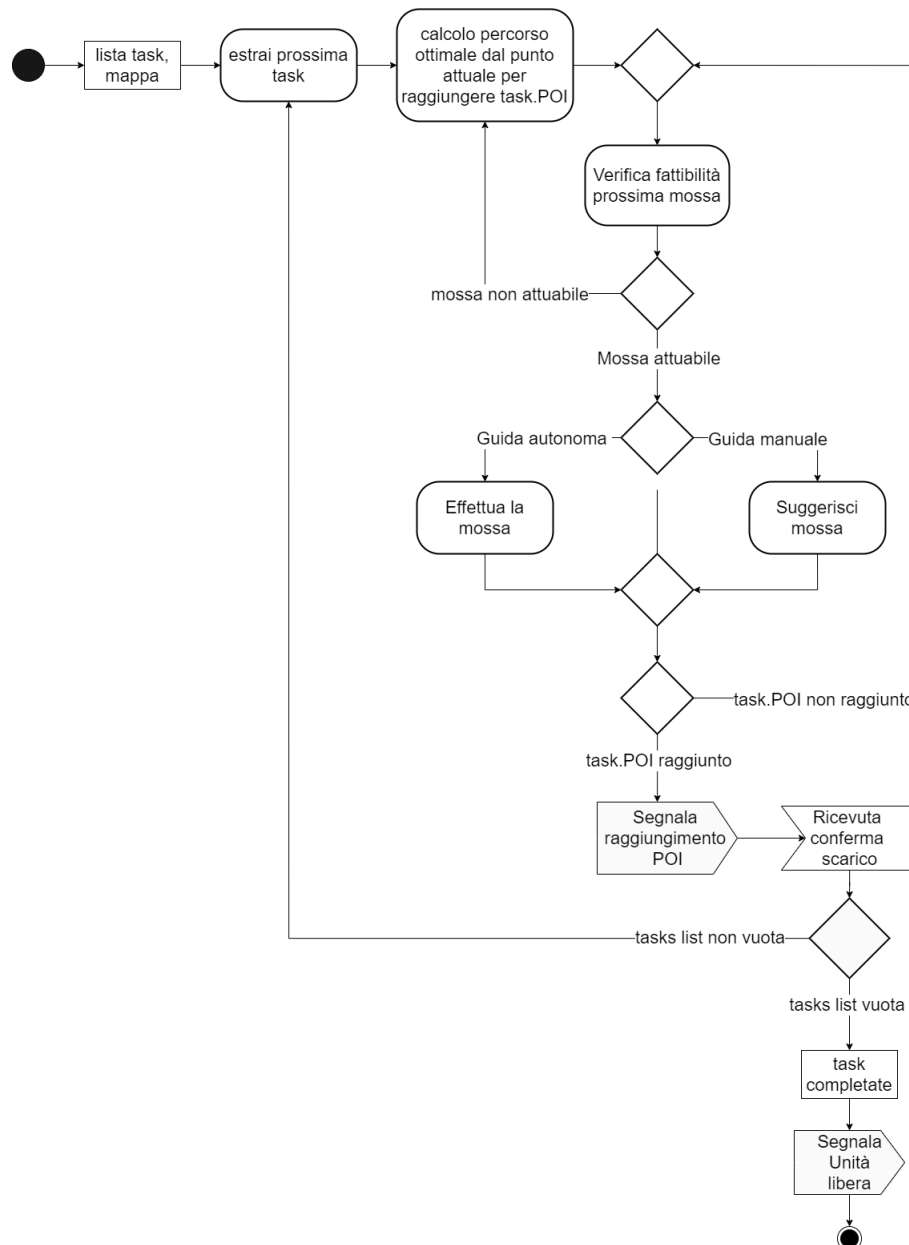 lista task,
mappa
estrai prossima
task
calcolo percorso
ottimale dal punto
attuale per
raggiungere task.POI
Verifica fattibilità
prossima mossa
mossa non attuabile
Mossa attuabile
Guida autonoma
Guida manuale
Effettua la
mossa
Suggerisci
mossa
task.POI non raggiunto
task.POI raggiunto
Segnala
raggiungimento
POI
Ricevuta
conferma
scarico
tasks list non vuota
tasks list vuota
task
completate
Segnala
Unità
libera